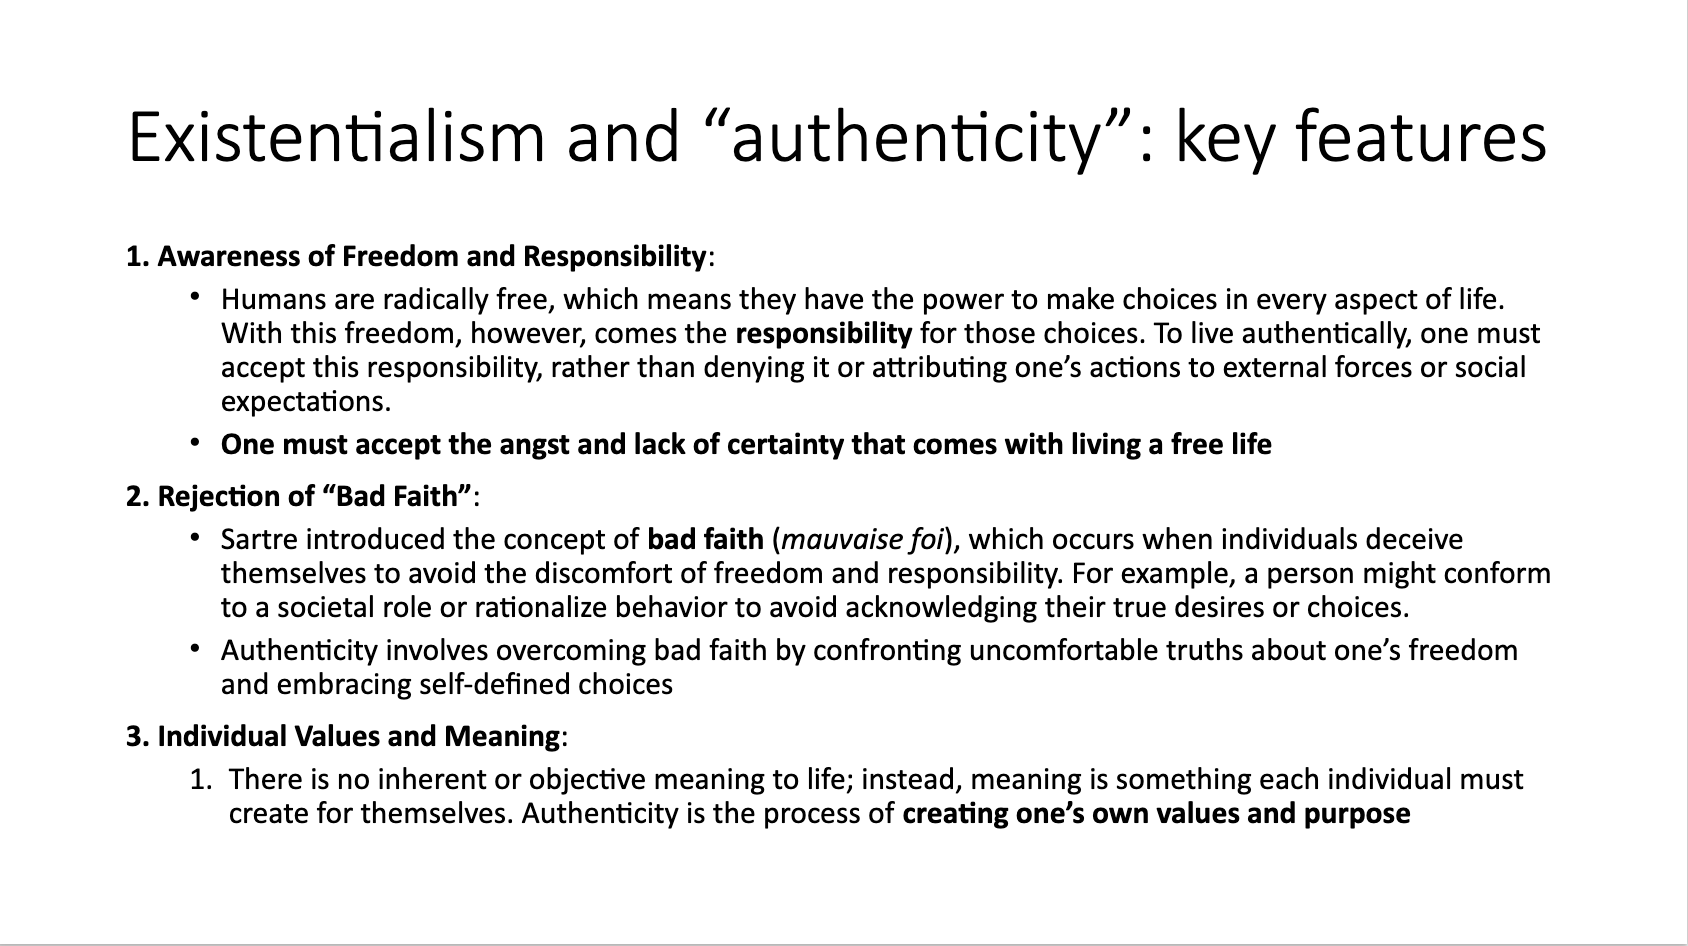 Existentialism and “authenticity”: key features
1. Awareness of Freedom and Responsibility:
• Humans are radically free, which means they have the power to make choices in every aspect of life.
With this freedom, however, comes the responsibility for those choices. To live authentically, one must
accept this responsibility, rather than denying it or attributing one’s actions to external forces or social
expectations.
• One must accept the angst and lack of certainty that comes with living a free life
2. Rejection of “Bad Faith”:
• Sartre introduced the concept of bad faith (mauvaise foi), which occurs when individuals deceive
themselves to avoid the discomfort of freedom and responsibility. For example, a person might conform
to a societal role or rationalize behavior to avoid acknowledging their true desires or choices.
• Authenticity involves overcoming bad faith by confronting uncomfortable truths about one’s freedom
and embracing self-defined choices
3. Individual Values and Meaning:
1. There is no inherent or objective meaning to life; instead, meaning is something each individual must
create for themselves. Authenticity is the process of creating one’s own values and purpose